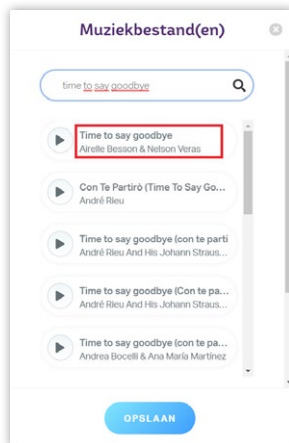 Muziekbestand(en)
time to say goodbye
Time to say goodbye
Airelle Besson & Nelson Veras
Con Te Partirò (Time To Say Go...
André Rieu
Time to say goodbye (con te parti
André Rieu And His Johann Straus...
Time to say goodbye (Con te pa...
André Rieu And His Johann Straus...
Time to say goodbye (con te pa...
Andrea Bocelli & Ana María Martínez
OPSLAAN